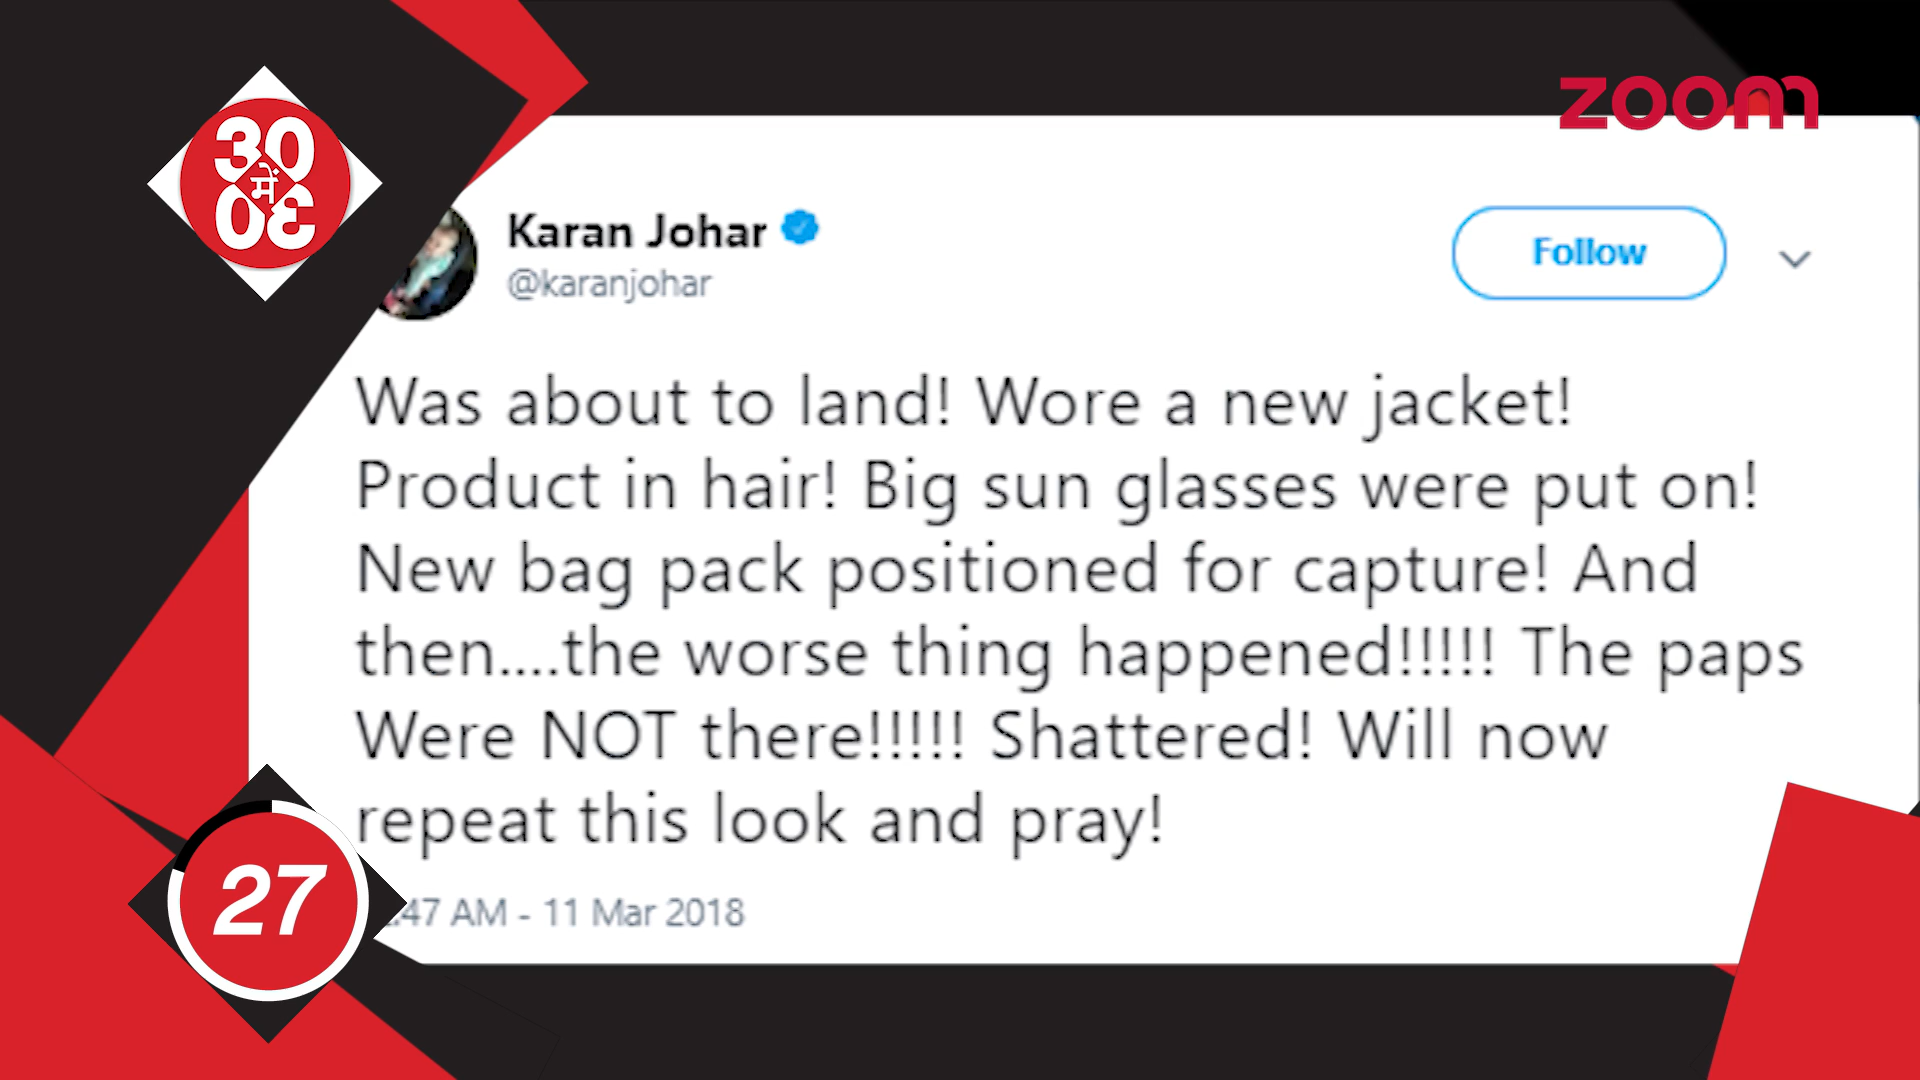 30
में
30
zoom
Karan Johar
@karanjohar
Follow
Was about to land! Wore a new jacket!
Product in hair! Big sun glasses were put on!
New bag pack positioned for capture! And
then....the worse thing happened!!!!! The paps
Were NOT there!!!!! Shattered! Will now
repeat this look and pray!
:47 AM - 11 Mar 2018
27